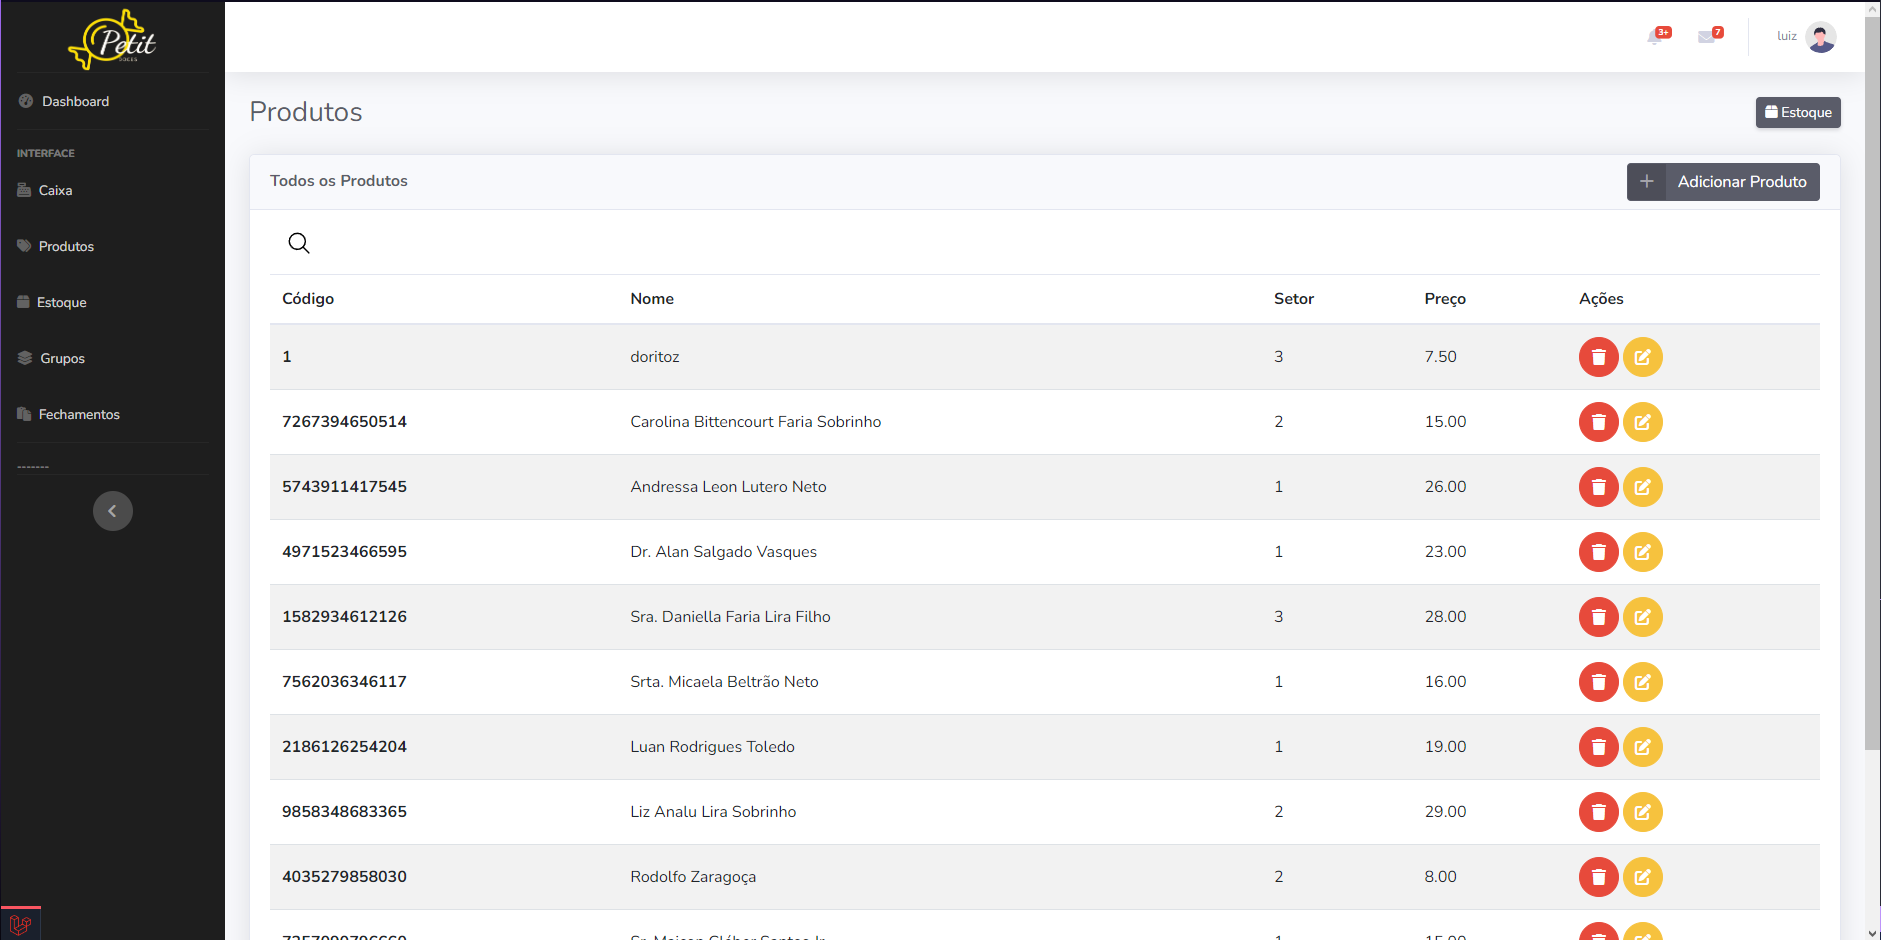 Petit
DOCES
3+
7
luiz
Dashboard
INTERFACE
Caixa
Produtos
Estoque
Grupos
Fechamentos
-------
Produtos
Estoque
Todos os Produtos
Adicionar Produto
Código Nome Setor Preço Ações
1 doritoz 3 7.50
7267394650514 Carolina Bittencourt Faria Sobrinho 2 15.00
5743911417545 Andressa Leon Lutero Neto 1 26.00
4971523466595 Dr. Alan Salgado Vasques 1 23.00
1582934612126 Sra. Daniella Faria Lira Filho 3 28.00
7562036346117 Srta. Micaela Beltrão Neto 1 16.00
2186126254204 Luan Rodrigues Toledo 1 19.00
9858348683365 Liz Analu Lira Sobrinho 2 29.00
4035279858030 Rodolfo Zaragoça 2 8.00